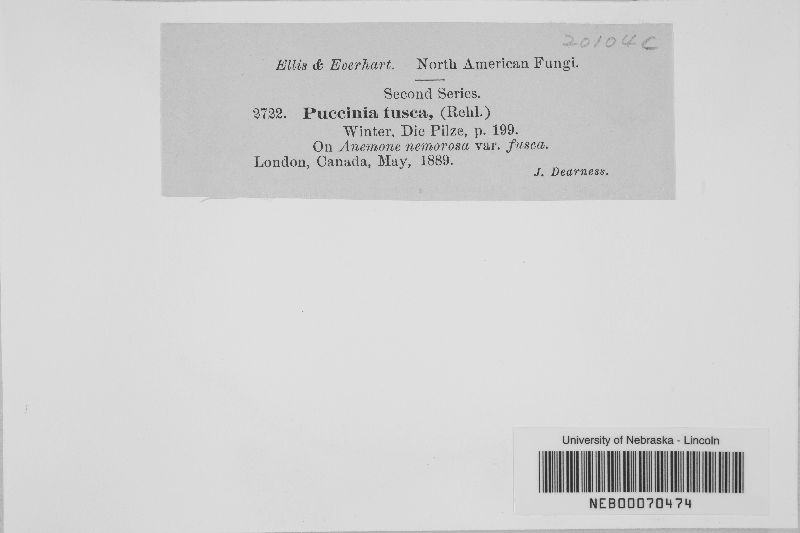 20104c
Ellis & Everhart. North American Fungi.
Second Series.
2722. Puccinia fusca, (Rehl.)
Winter, Die Pilze, p. 199.
On Anemone nemorosa var. fusca.
London, Canada, May, 1889.
J. Dearness.
University of Nebraska - Lincoln
NEB00070474